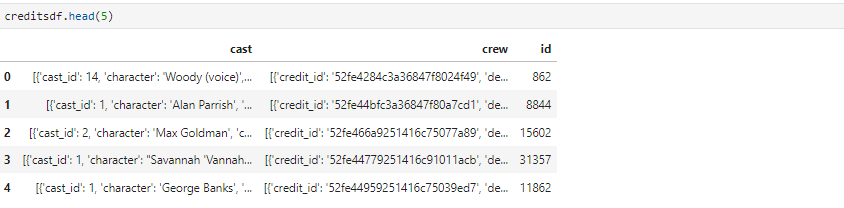 creditsdf.head(5)
cast crew id
0 [{'cast_id': 14, 'character': 'Woody (voice)',... [{'credit_id': '52fe4284c3a36847f8024f49', 'de... 862
1 [{'cast_id': 1, 'character': 'Alan Parrish', '... [{'credit_id': '52fe44bfc3a36847f80a7cd1', 'de... 8844
2 [{'cast_id': 2, 'character': 'Max Goldman', 'c... [{'credit_id': '52fe466a9251416c75077a89', 'de... 15602
3 [{'cast_id': 1, 'character': "Savannah 'Vannah... [{'credit_id': '52fe44779251416c91011acb', 'de... 31357
4 [{'cast_id': 1, 'character': 'George Banks', '... [{'credit_id': '52fe44959251416c75039ed7', 'de... 11862